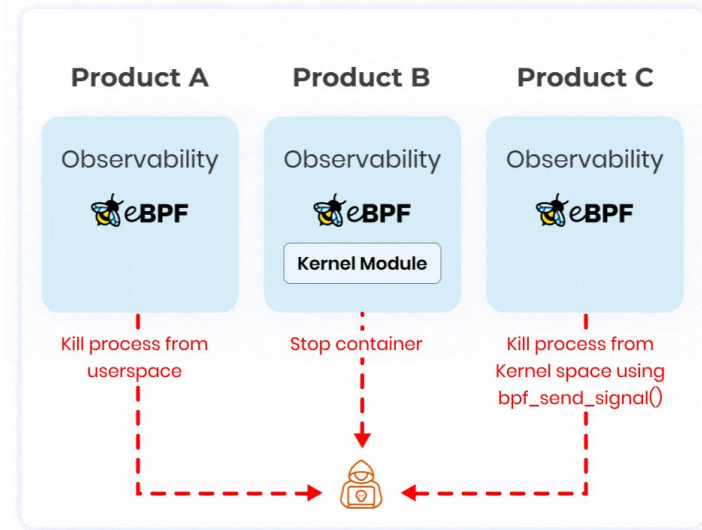 Product A
Product B
Product C
Observability
eBPF
Observability
eBPF
Kernel Module
Observability
eBPF
Kill process from
userspace
Stop container
Kill process from
Kernel space using
bpf_send_signal()